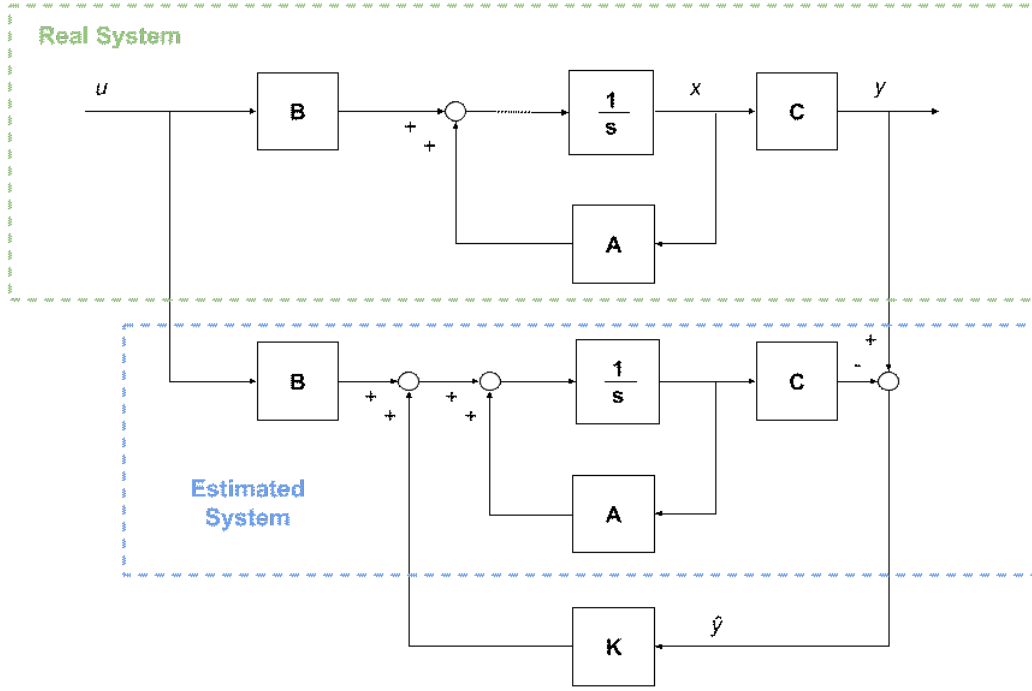 Real System
u
B
+
+
1
s
x
C
y
A
B
+
+
+
+
1
s
C
+
-
A
Estimated
System
K
ŷ